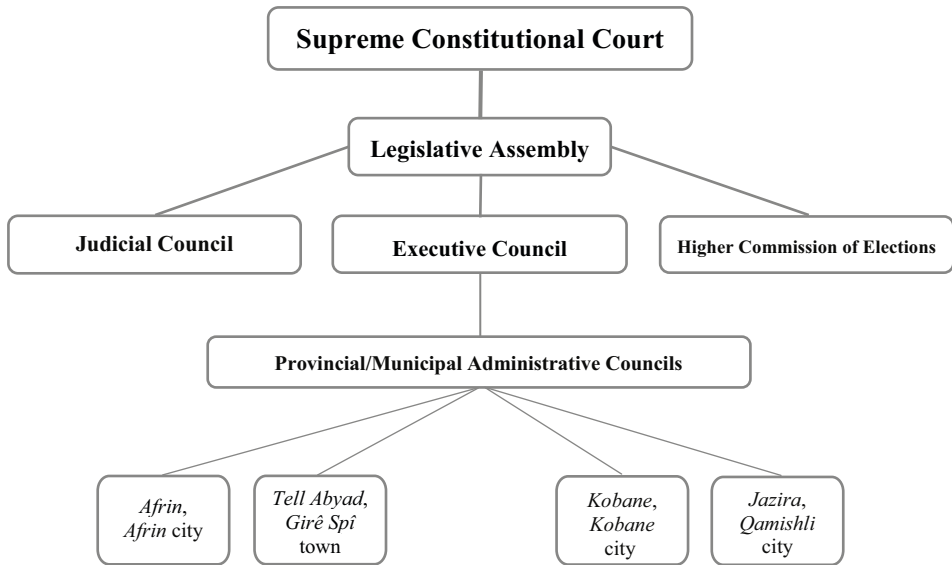 Supreme Constitutional Court
Legislative Assembly
Judicial Council
Executive Council
Higher Commission of Elections
Provincial/Municipal Administrative Councils
Afrin,
Afrin city
Tell Abyad,
Girê Spî
town
Kobane,
Kobane
city
Jazira,
Qamishli
city